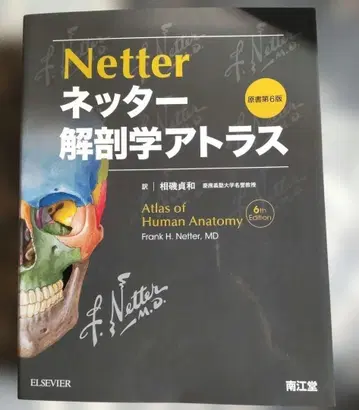 Netter
ネッター
原書第6版
解剖学アトラス
訳 相磯貞和 慶應義塾大学名誉教授
Atlas of
Human Anatomy
6th
Edition
Frank H. Netter, MD
F. Netter
M.D.
ELSEVIER
南江堂